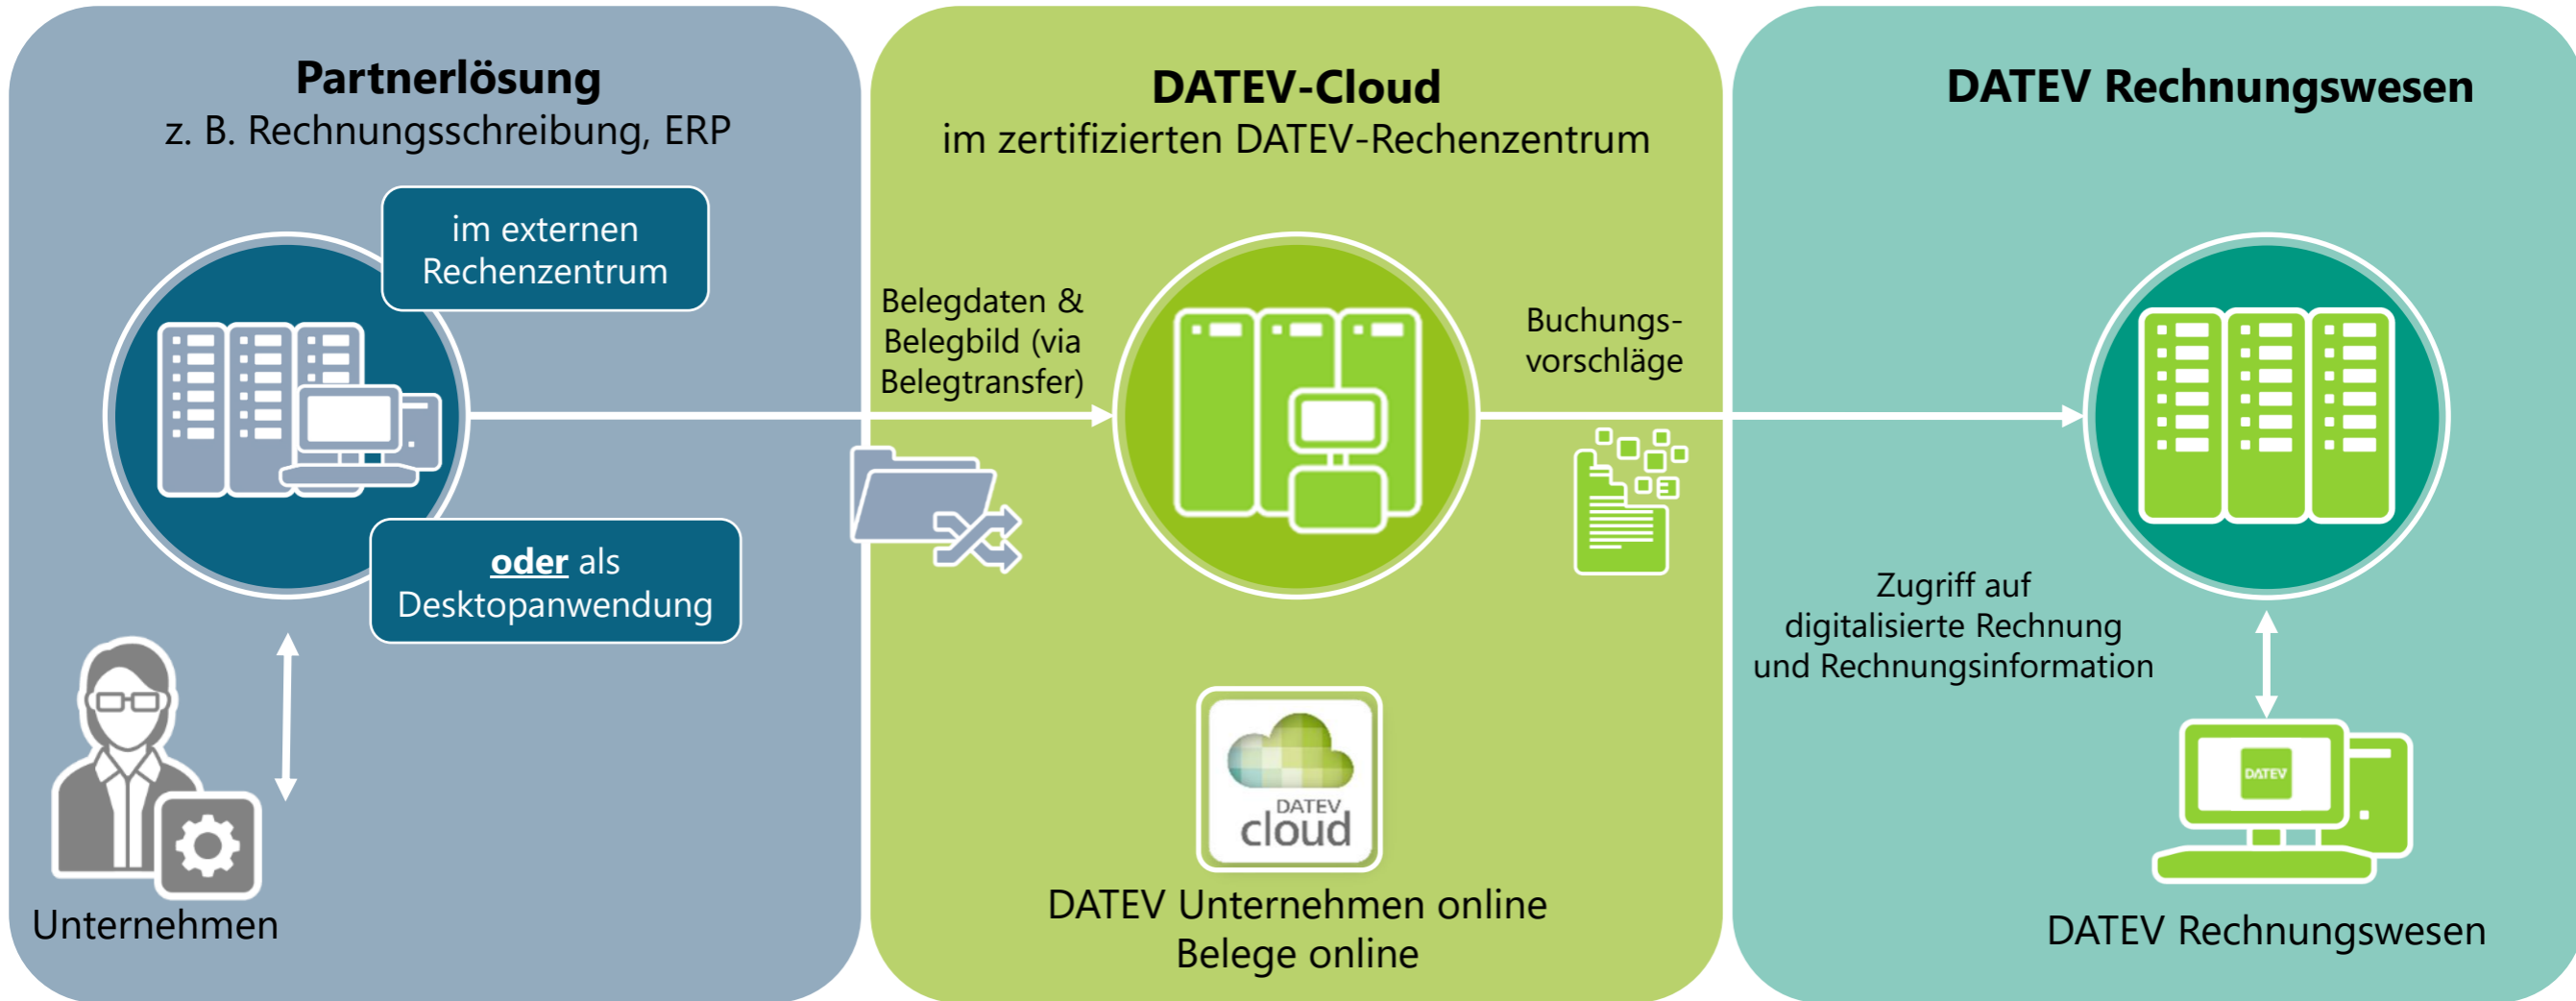 Partnerlösung
z. B. Rechnungsschreibung, ERP
im externen
Rechenzentrum
oder als
Desktopanwendung
Unternehmen
Belegdaten &
Belegbild (via
Belegtransfer)
DATEV-Cloud
im zertifizierten DATEV-Rechenzentrum
Buchungs-
vorschläge
DATEV
cloud
DATEV Unternehmen online
Belege online
DATEV Rechnungswesen
Zugriff auf
digitalisierte Rechnung
und Rechnungsinformation
DATEV
DATEV Rechnungswesen